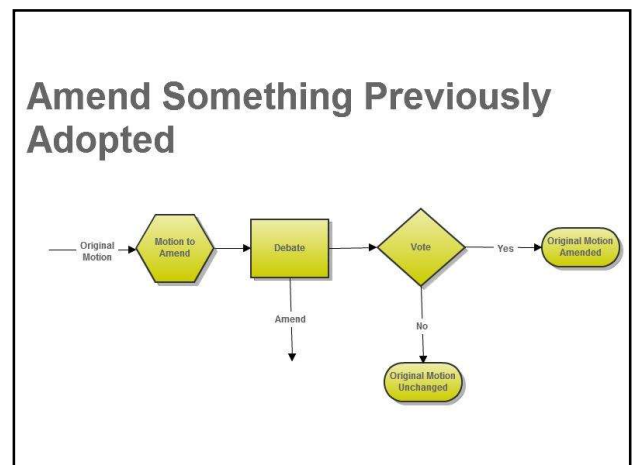 Amend Something Previously
Adopted
Original
Motion
Motion to
Amend
Debate
Vote
Yes
Original Motion
Amended
Amend
No
Original Motion
Unchanged